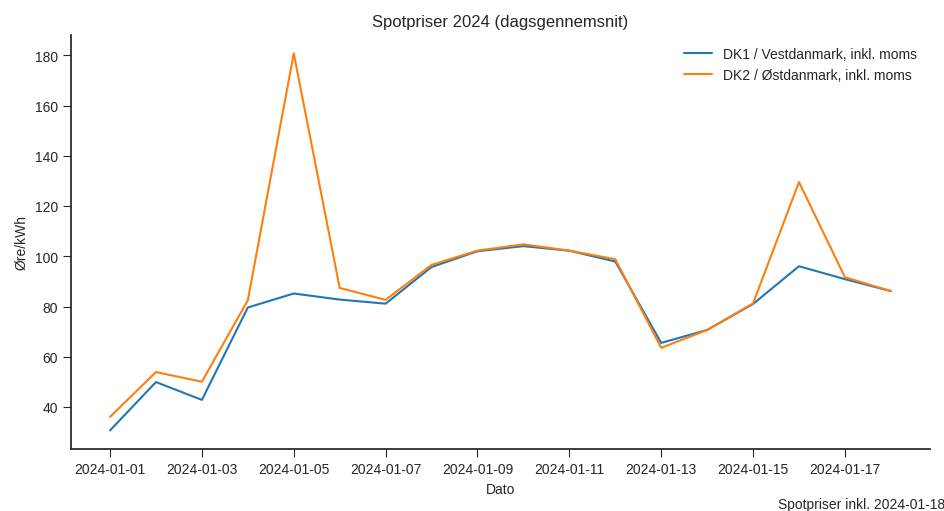 Spotpriser 2024 (dagsgennemsnit)
DK1 / Vestdanmark, inkl. moms
DK2 / Østdanmark, inkl. moms
Øre/kWh
180
160
140
120
100
80
60
40
2024-01-01 2024-01-03 2024-01-05 2024-01-07 2024-01-09 2024-01-11 2024-01-13 2024-01-15 2024-01-17
Dato
Spotpriser inkl. 2024-01-18